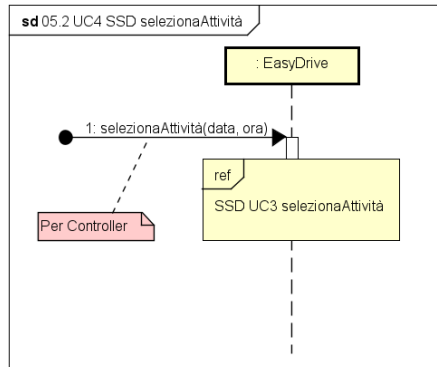 sd 05.2 UC4 SSD selezionaAttività
: EasyDrive
1: selezionaAttività(data, ora)
ref
SSD UC3 selezionaAttività
Per Controller